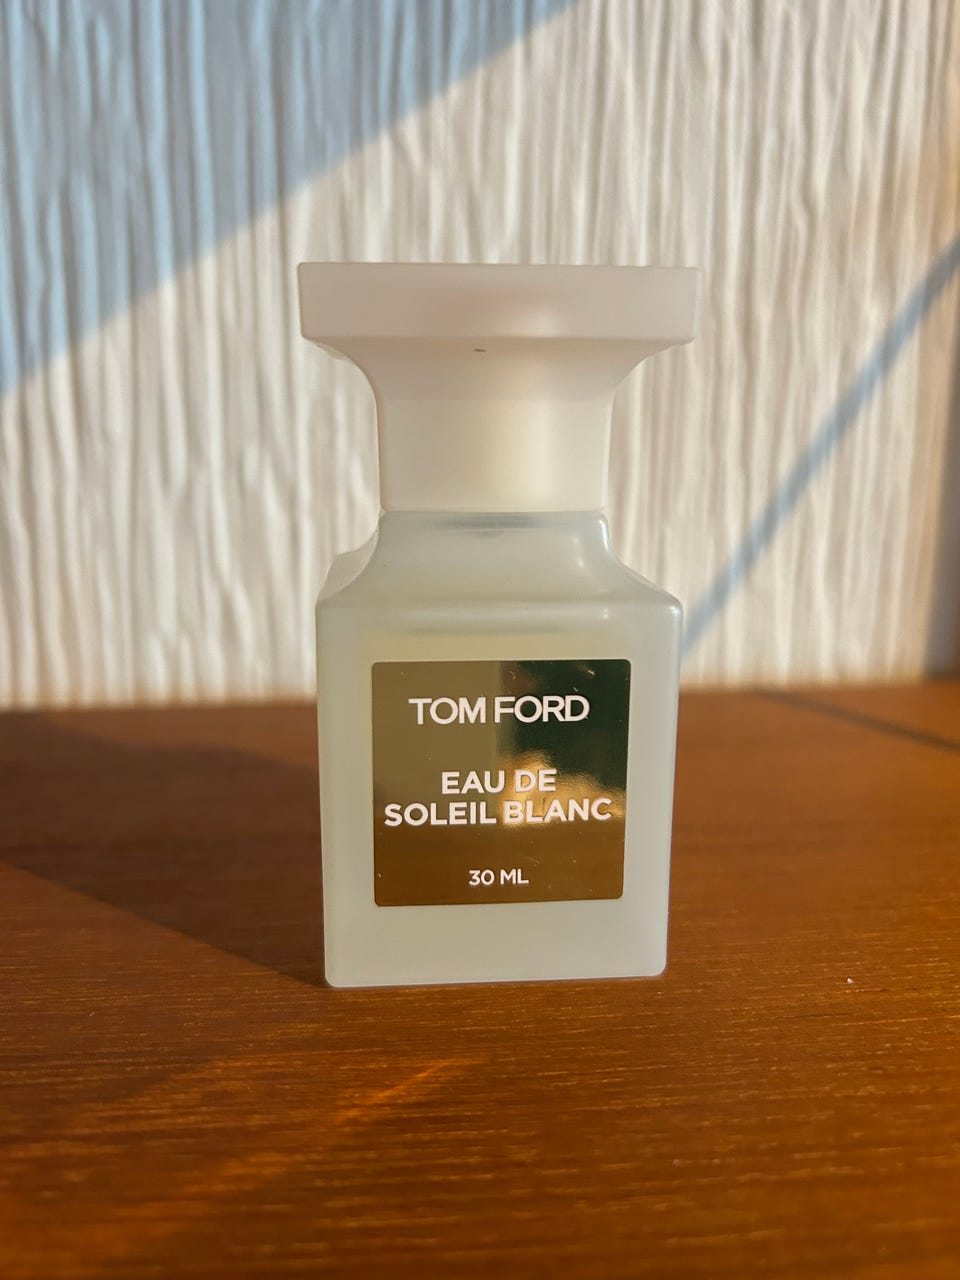 TOM FORD
EAU DE
SOLEIL BLANC
30 ML